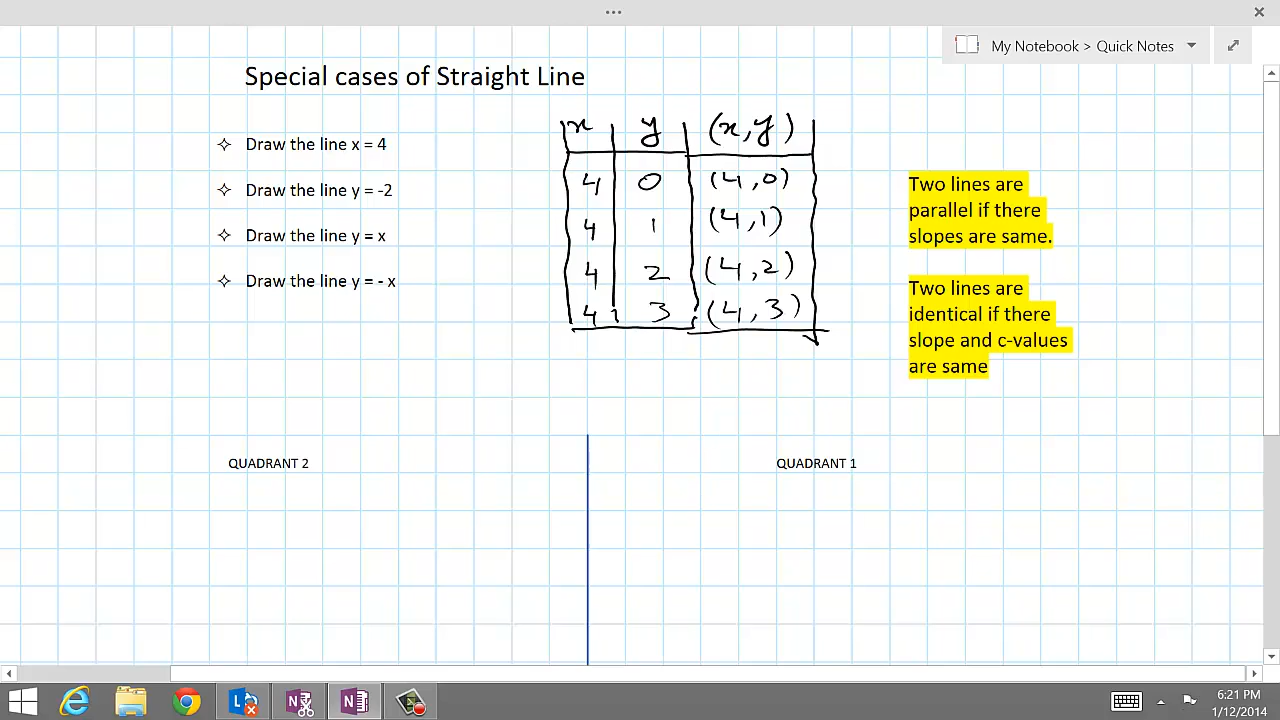 My Notebook > Quick Notes
Special cases of Straight Line
Draw the line x = 4
Draw the line y = -2
Draw the line y = x
Draw the line y = - x
x y (x,y)
4 0 (4,0)
4 1 (4,1)
4 2 (4,2)
4 3 (4,3)
Two lines are
parallel if there
slopes are same.
Two lines are
identical if there
slope and c-values
are same
QUADRANT 2
QUADRANT 1
6:21 PM
1/12/2014